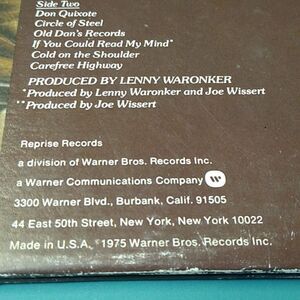 Side Two
Don Quixote
Circle of Steel
Old Dan's Records
If You Could Read My Mind*
Cold on the Shoulder
Carefree Highway
PRODUCED BY LENNY WARONKER
*Produced by Lenny Waronker and Joe Wissert
**Produced by Joe Wissert
Reprise Records
a division of Warner Bros. Records Inc.
a Warner Communications Company
3300 Warner Blvd., Burbank, Calif. 91505
44 East 50th Street, New York, New York 10022
Made in U.S.A. °1975 Warner Bros. Records Inc.